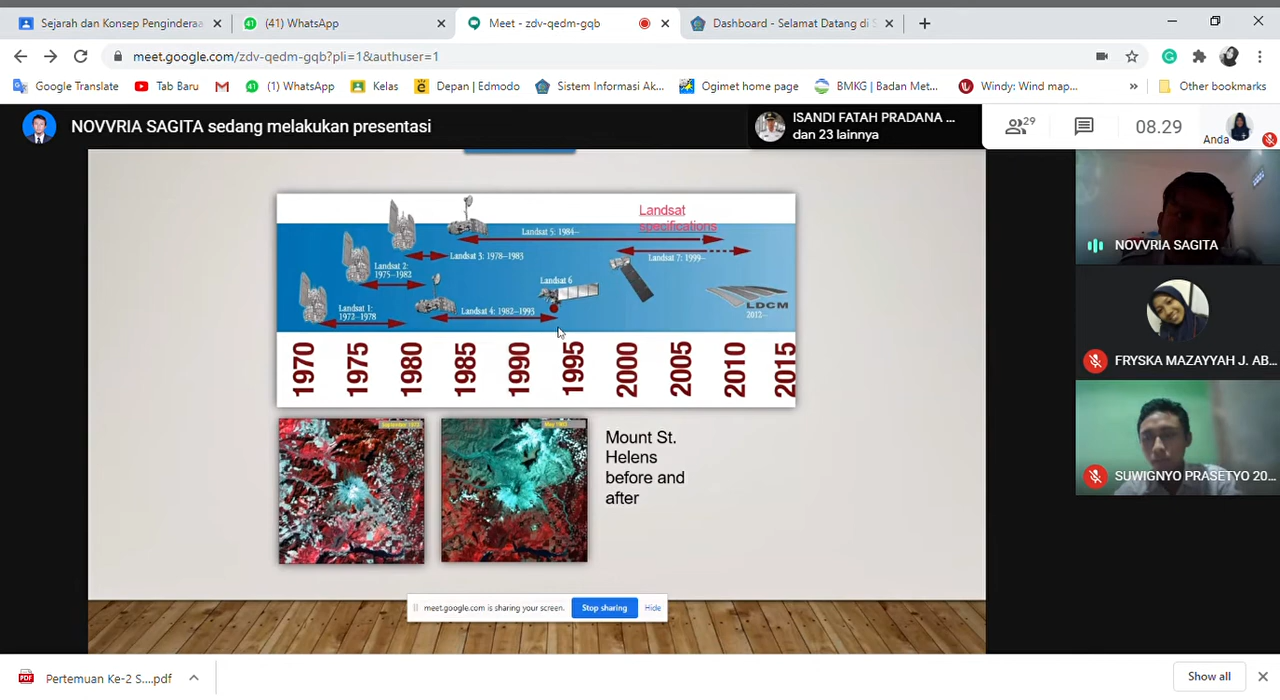 Sejarah dan Konsep Penginderaa
(41) WhatsApp
Meet - zdv-qedm-gqb
Dashboard - Selamat Datang di S
meet.google.com/zdv-qedm-gqb?pli=1&authuser=1
Google Translate
Tab Baru
(1) WhatsApp
Kelas
Depan | Edmodo
Sistem Informasi Ak...
Ogimet home page
BMKG | Badan Met...
Windy: Wind map...
Other bookmarks
NOVVRIA SAGITA sedang melakukan presentasi
ISANDI FATAH PRADANA ...
dan 23 lainnya
29
08.29
Anda
Landsat
specifications
Landsat 5: 1984–
Landsat 3: 1978-1983
Landsat 7: 1999–
Landsat 2:
1975–1982
Landsat 6
Landsat 1:
1972–1978
Landsat 4: 1982-1993
LDCM
2012–
1970
1975
1980
1985
1990
1995
2000
2005
2010
2015
Mount St.
Helens
before and
after
NOVVRIA SAGITA
FRYSKA MAZAYYAH J. AB...
SUWIGNYO PRASETYO 20...
meet.google.com is sharing your screen.
Stop sharing
Hide
Pertemuan Ke-2 S....pdf
Show all